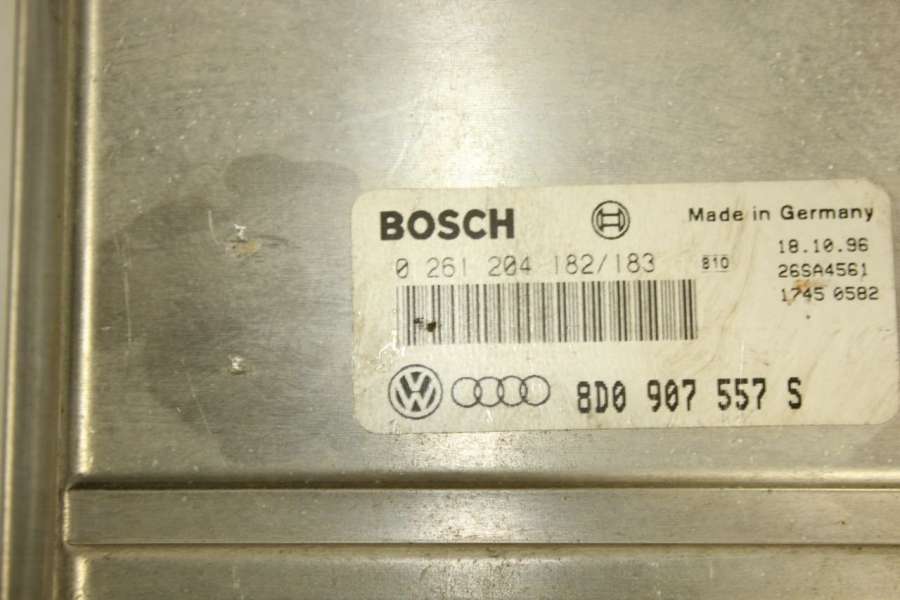 BOSCH
Made in Germany
0 261 204 182/183
810
18.10.96
26SA4561
1745 0582
8D0 907 557 S